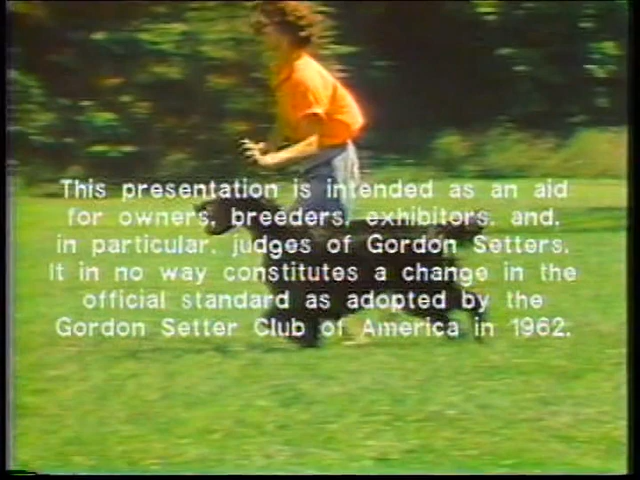 This presentation is intended as an aid
for owners, breeders, exhibitors, and,
in particular, judges of Gordon Setters.
It in no way constitutes a change in the
official standard as adopted by the
Gordon Setter Club of America in 1962.